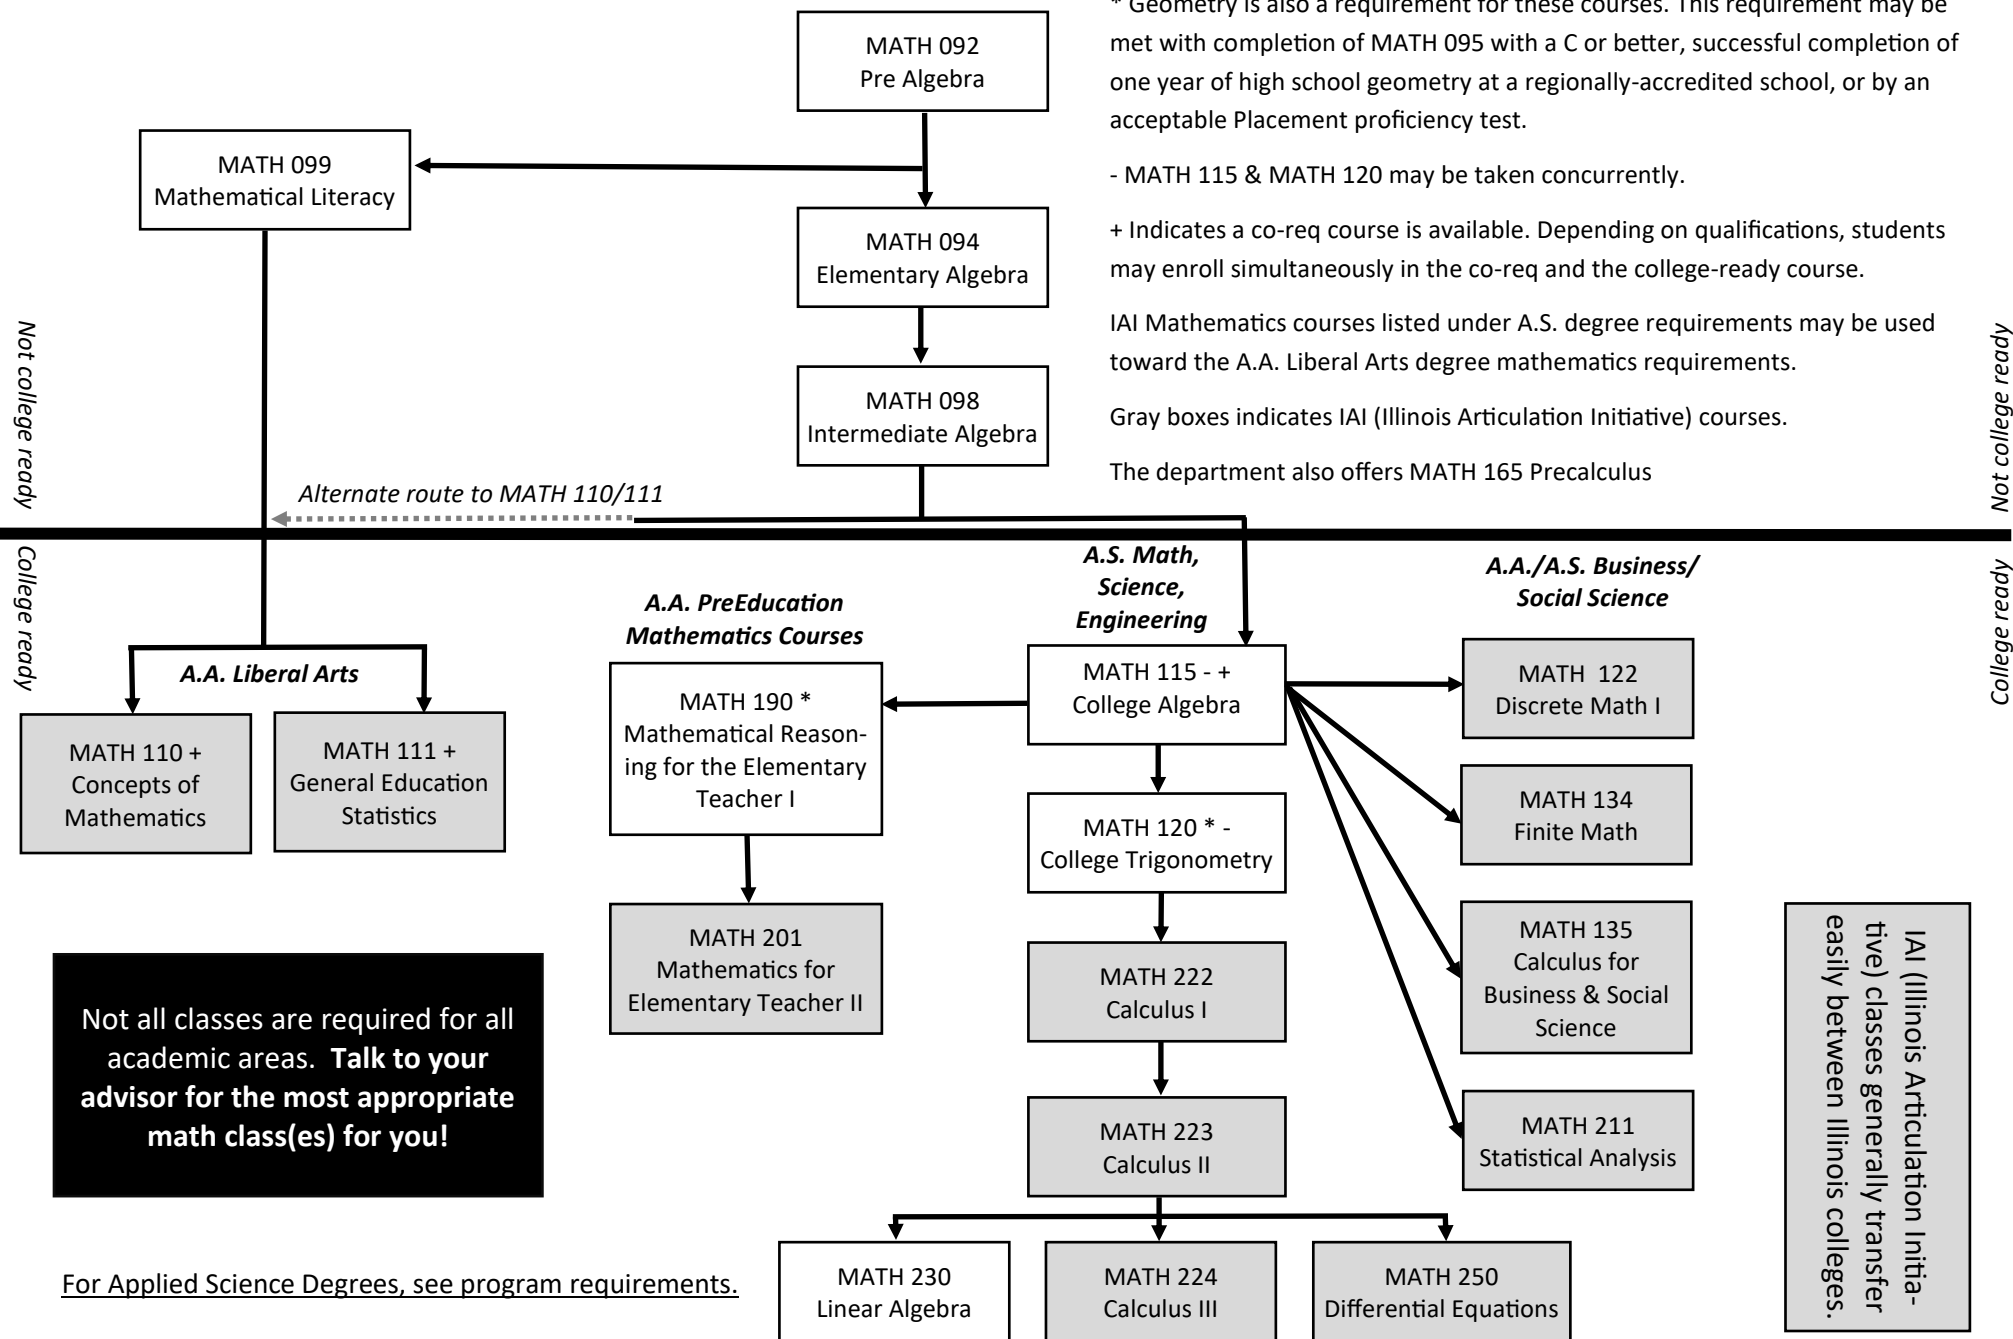 MATH 092
Pre Algebra
* Geometry is also a requirement for these courses. This requirement may be
met with completion of MATH 095 with a C or better, successful completion of
one year of high school geometry at a regionally-accredited school, or by an
acceptable Placement proficiency test.
- MATH 115 & MATH 120 may be taken concurrently.
+ Indicates a co-req course is available. Depending on qualifications, students
may enroll simultaneously in the co-req and the college-ready course.
IAI Mathematics courses listed under A.S. degree requirements may be used
toward the A.A. Liberal Arts degree mathematics requirements.
Gray boxes indicates IAI (Illinois Articulation Initiative) courses.
The department also offers MATH 165 Precalculus
MATH 099
Mathematical Literacy
MATH 094
Elementary Algebra
MATH 098
Intermediate Algebra
Not college ready
Not college ready
Alternate route to MATH 110/111
College ready
College ready
A.A. Liberal Arts
MATH 110 +
Concepts of
Mathematics
MATH 111 +
General Education
Statistics
A.A. PreEducation
Mathematics Courses
MATH 190 *
Mathematical Reason-
ing for the Elementary
Teacher I
MATH 201
Mathematics for
Elementary Teacher II
A.S. Math,
Science,
Engineering
MATH 115 - +
College Algebra
MATH 120 * -
College Trigonometry
MATH 222
Calculus I
MATH 223
Calculus II
MATH 230
Linear Algebra
MATH 224
Calculus III
MATH 250
Differential Equations
A.A./A.S. Business/
Social Science
MATH 122
Discrete Math I
MATH 134
Finite Math
MATH 135
Calculus for
Business & Social
Science
MATH 211
Statistical Analysis
IAI (Illinois Articulation Initia-
tive) classes generally transfer
easily between Illinois colleges.
Not all classes are required for all
academic areas. Talk to your
advisor for the most appropriate
math class(es) for you!
For Applied Science Degrees, see program requirements.